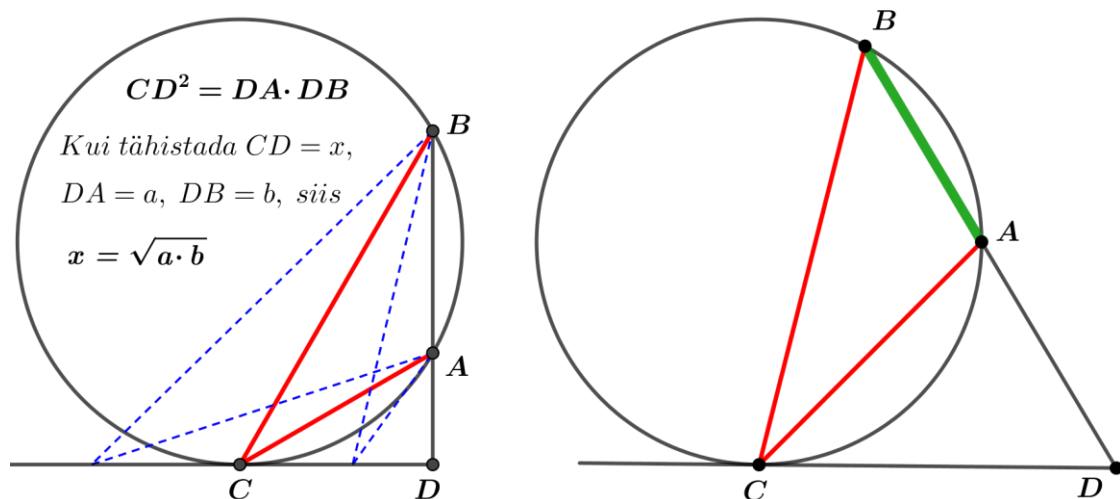 CD² = DA · DB
Kui tähistada CD = x,
DA = a, DB = b, siis
x = √a · b
B
A
C
D
B
A
C
D